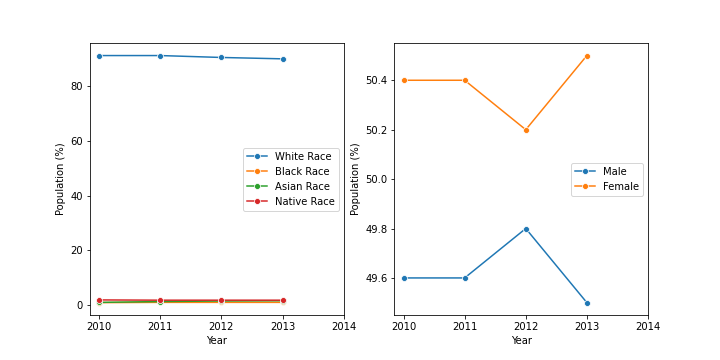 80
60
40
20
0
Population (%)
2010 2011 2012 2013 2014
Year
White Race
Black Race
Asian Race
Native Race
50.4
50.2
50.0
49.8
49.6
Population (%)
2010 2011 2012 2013 2014
Year
Male
Female